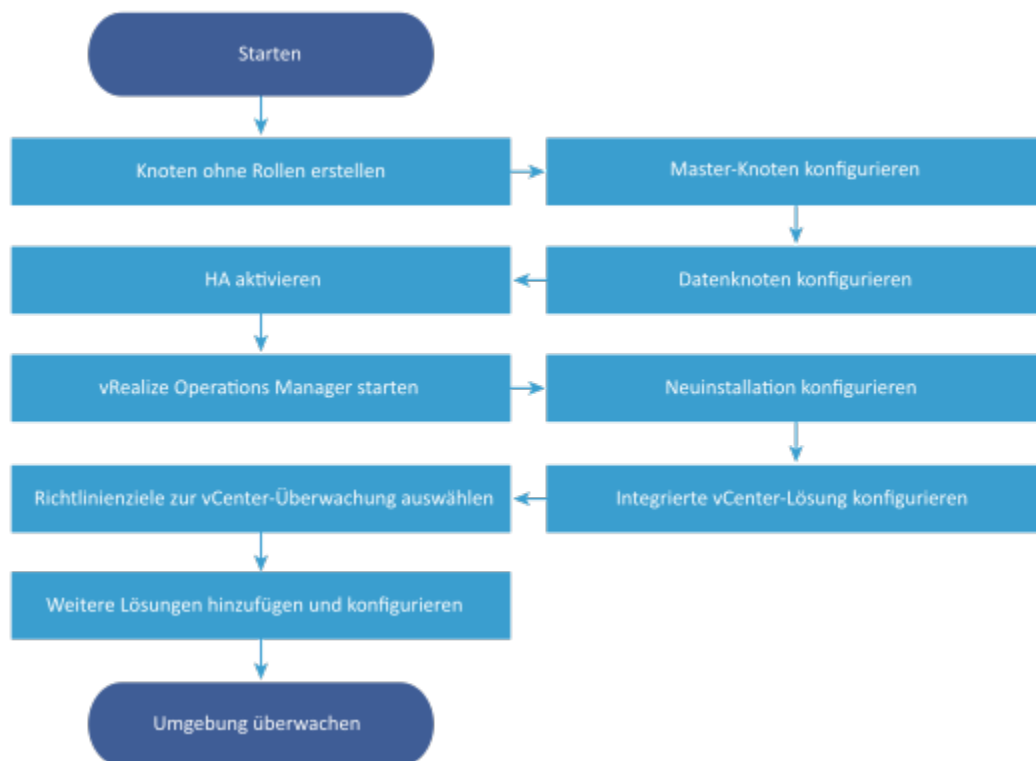 Starten
Knoten ohne Rollen erstellen
Master-Knoten konfigurieren
Datenknoten konfigurieren
HA aktivieren
vRealize Operations Manager starten
Neuinstallation konfigurieren
Integrierte vCenter-Lösung konfigurieren
Richtlinienziele zur vCenter-Überwachung auswählen
Weitere Lösungen hinzufügen und konfigurieren
Umgebung überwachen